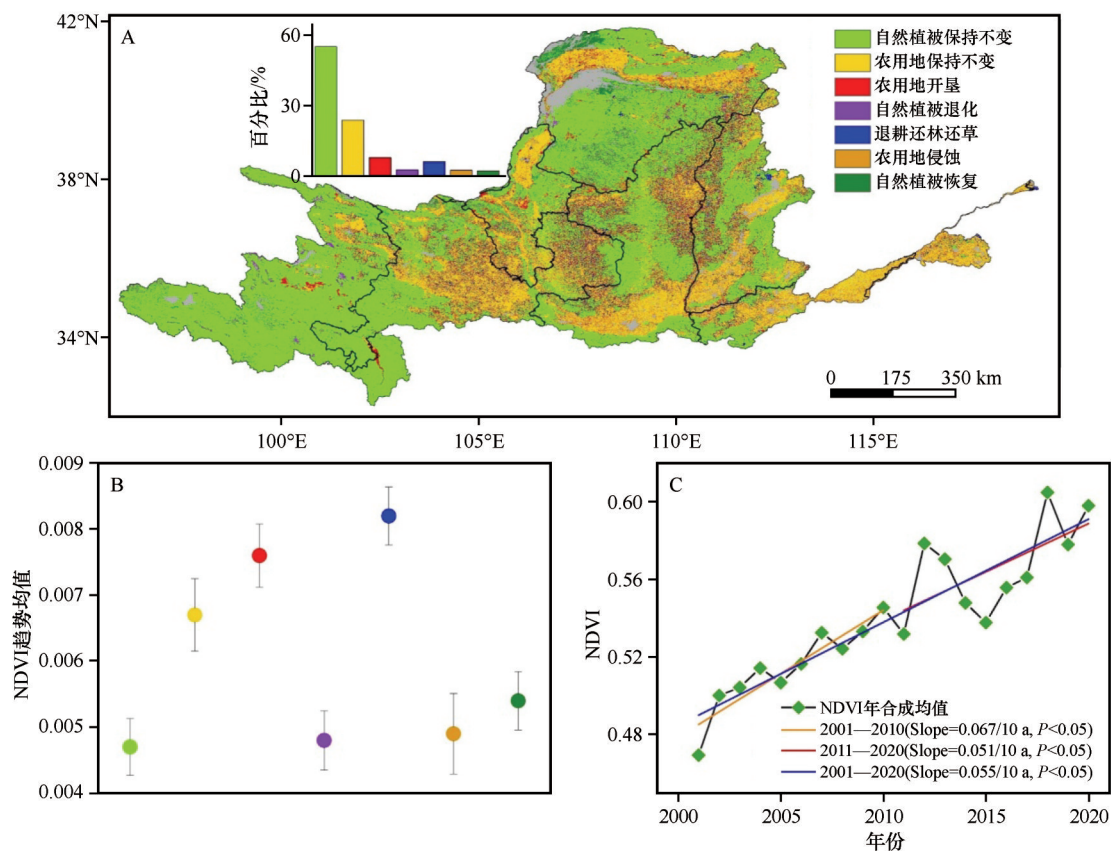 42°N
38°N
34°N
A
60
30
0
百分比/%
自然植被保持不变
农用地保持不变
农用地开垦
自然植被退化
退耕还林还草
农用地侵蚀
自然植被恢复
0 175 350 km
100°E 105°E 110°E 115°E
B
0.009
0.008
0.007
0.006
0.005
0.004
NDVI趋势均值
C
0.60
0.56
0.52
0.48
NDVI
NDVI年合成均值
2001—2010(Slope=0.067/10 a, P<0.05)
2011—2020(Slope=0.051/10 a, P<0.05)
2001—2020(Slope=0.055/10 a, P<0.05)
2000 2005 2010 2015 2020
年份